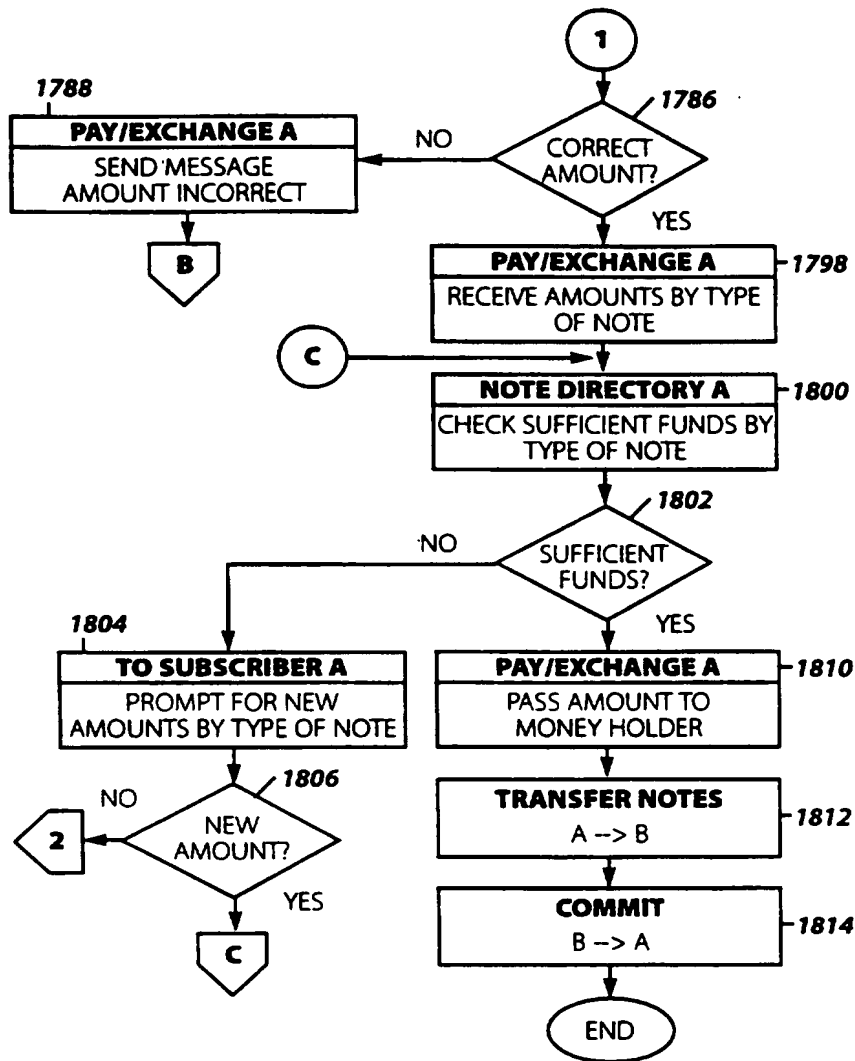 1
1786
CORRECT
AMOUNT?
NO
1788
PAY/EXCHANGE A
SEND MESSAGE
AMOUNT INCORRECT
B
YES
PAY/EXCHANGE A
1798
RECEIVE AMOUNTS BY TYPE
OF NOTE
C
NOTE DIRECTORY A
1800
CHECK SUFFICIENT FUNDS BY
TYPE OF NOTE
1802
SUFFICIENT
FUNDS?
NO
1804
TO SUBSCRIBER A
PROMPT FOR NEW
AMOUNTS BY TYPE OF NOTE
1806
NEW
AMOUNT?
NO
2
YES
C
YES
PAY/EXCHANGE A
1810
PASS AMOUNT TO
MONEY HOLDER
TRANSFER NOTES
1812
A --> B
COMMIT
1814
B --> A
END